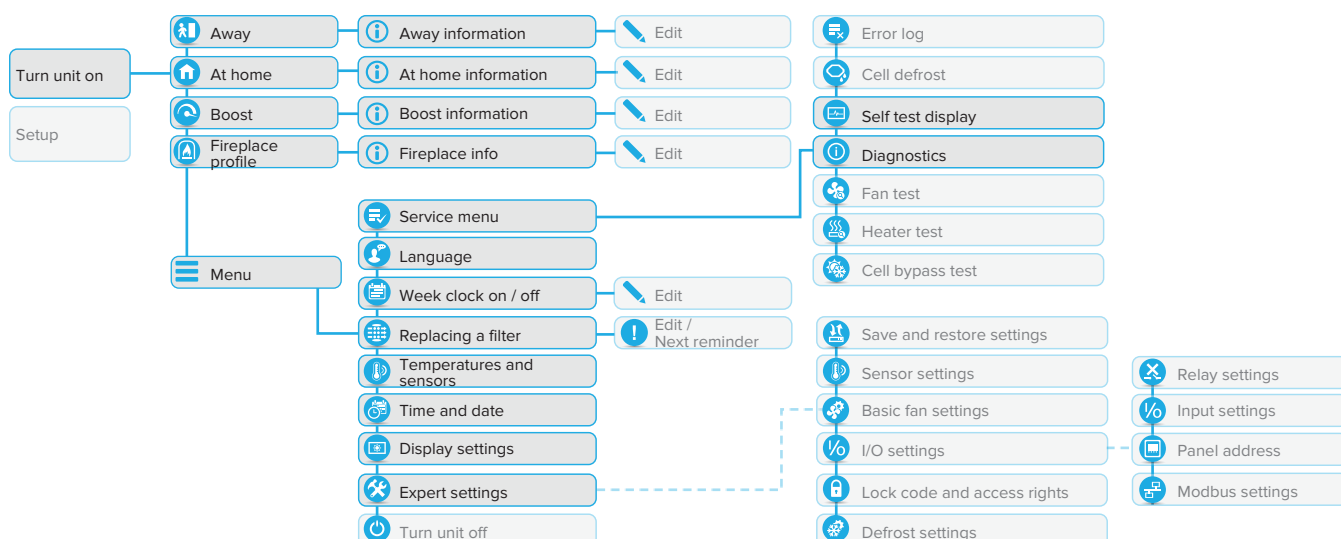 Turn unit on
Setup
Away
At home
Boost
Fireplace
profile
Menu
Away information
At home information
Boost information
Fireplace info
Edit
Edit
Edit
Edit
Service menu
Language
Week clock on / off
Replacing a filter
Temperatures and
sensors
Time and date
Display settings
Expert settings
Turn unit off
Edit
Edit /
Next reminder
Error log
Cell defrost
Self test display
Diagnostics
Fan test
Heater test
Cell bypass test
Save and restore settings
Sensor settings
Basic fan settings
I/O settings
Lock code and access rights
Defrost settings
Relay settings
Input settings
Panel address
Modbus settings